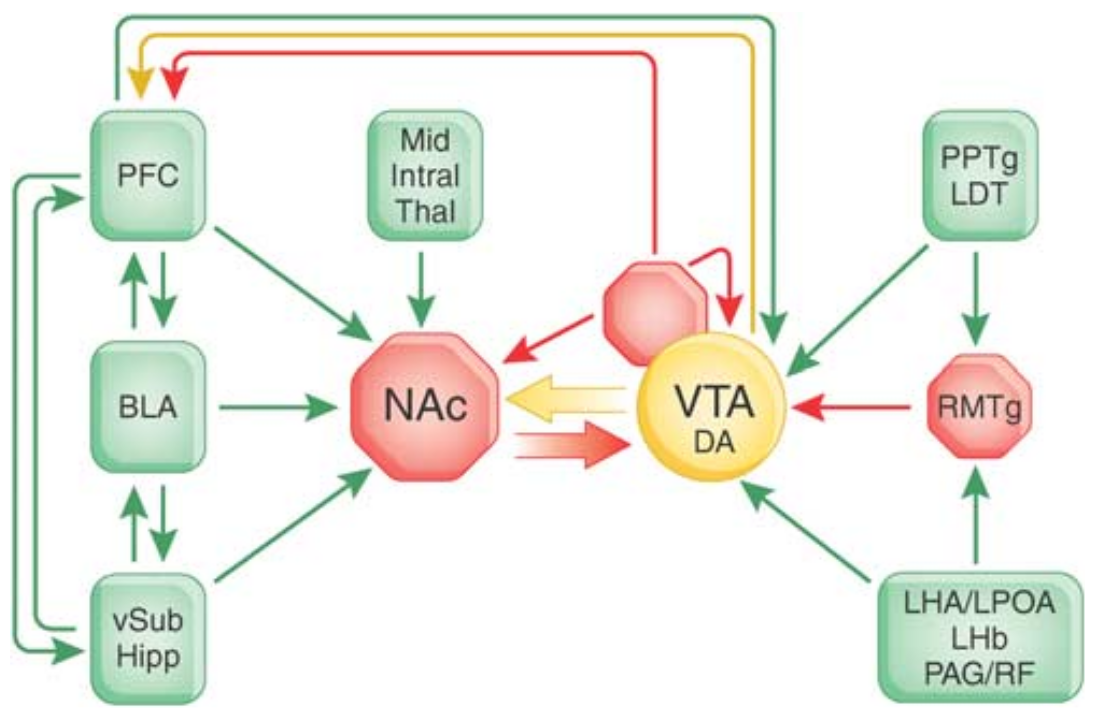 PFC
Mid
Intral
Thal
PPTg
LDT
BLA
NAc
VTA
DA
RMTg
vSub
Hipp
LHA/LPOA
LHb
PAG/RF